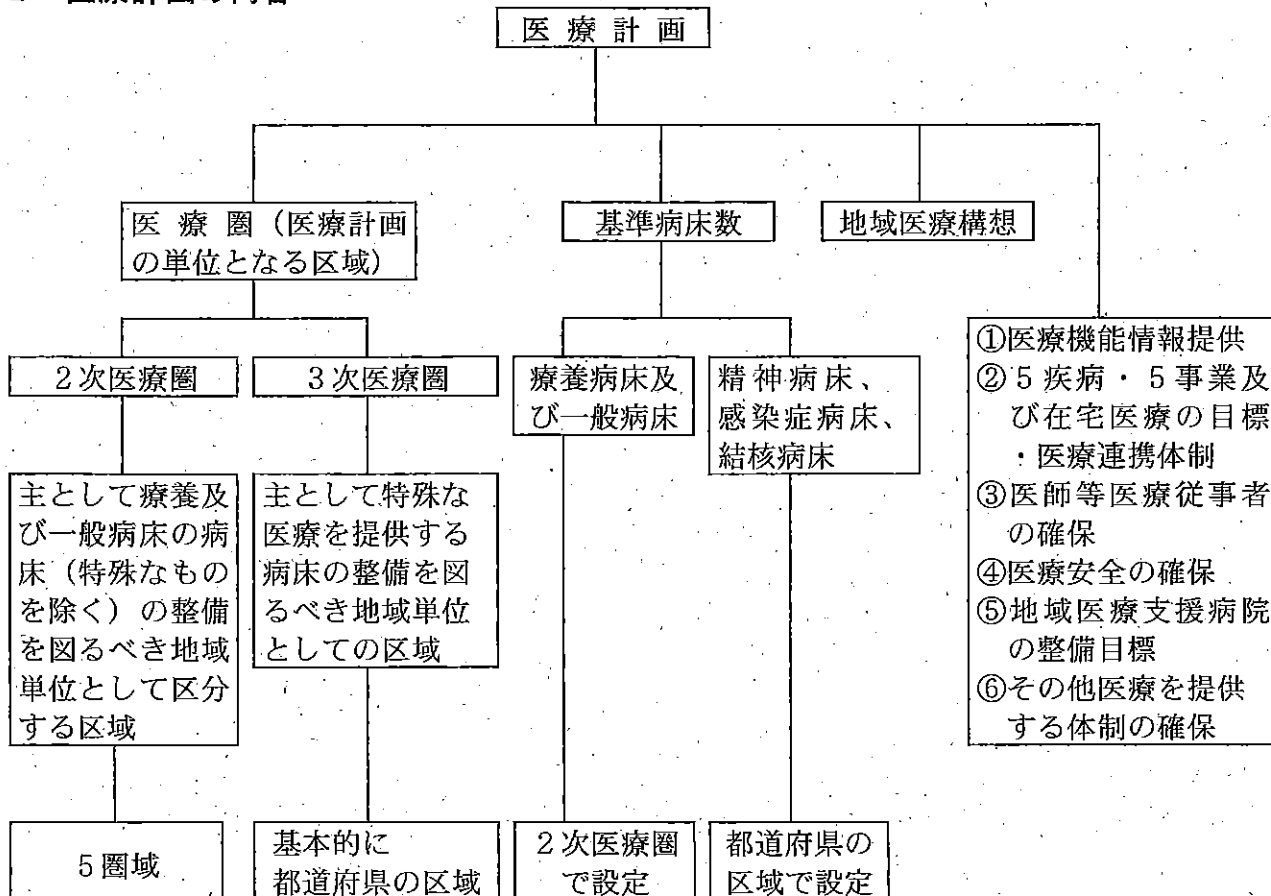 医療計画
医療圏（医療計画
の単位となる区域）
基準病床数
地域医療構想
2次医療圏
3次医療圏
療養病床及
び一般病床
精神病床、
感染症病床、
結核病床
①医療機能情報提供
②5疾病・5事業及
び在宅医療の目標
・医療連携体制
③医師等医療従事者
の確保
④医療安全の確保
⑤地域医療支援病院
の整備目標
⑥その他医療を提供
する体制の確保
主として療養及
び一般病床の病
床（特殊なもの
を除く）の整備
を図るべき地域
単位として区分
する区域
主として特殊な
医療を提供する
病床の整備を図
るべき地域単位
としての区域
5圏域
基本的に
都道府県の区域
2次医療圏
で設定
都道府県の
区域で設定